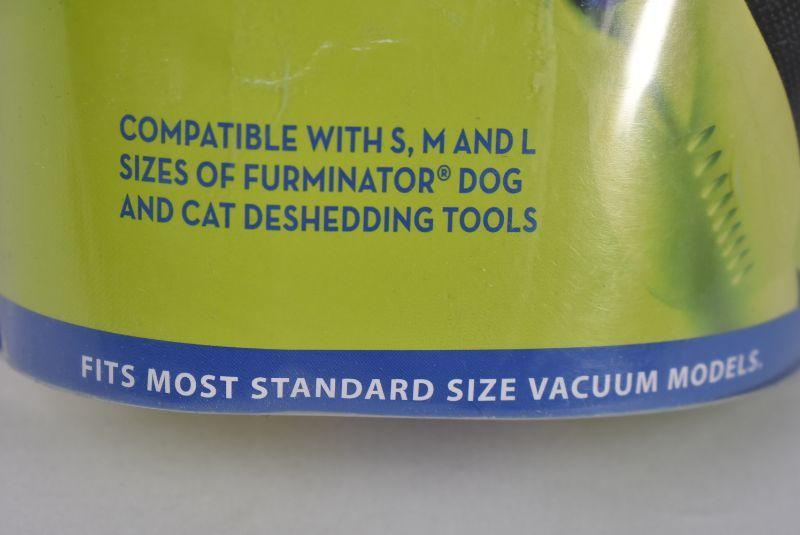 COMPATIBLE WITH S, M AND L
SIZES OF FURMINATOR® DOG
AND CAT DESHEDDING TOOLS
FITS MOST STANDARD SIZE VACUUM MODELS.